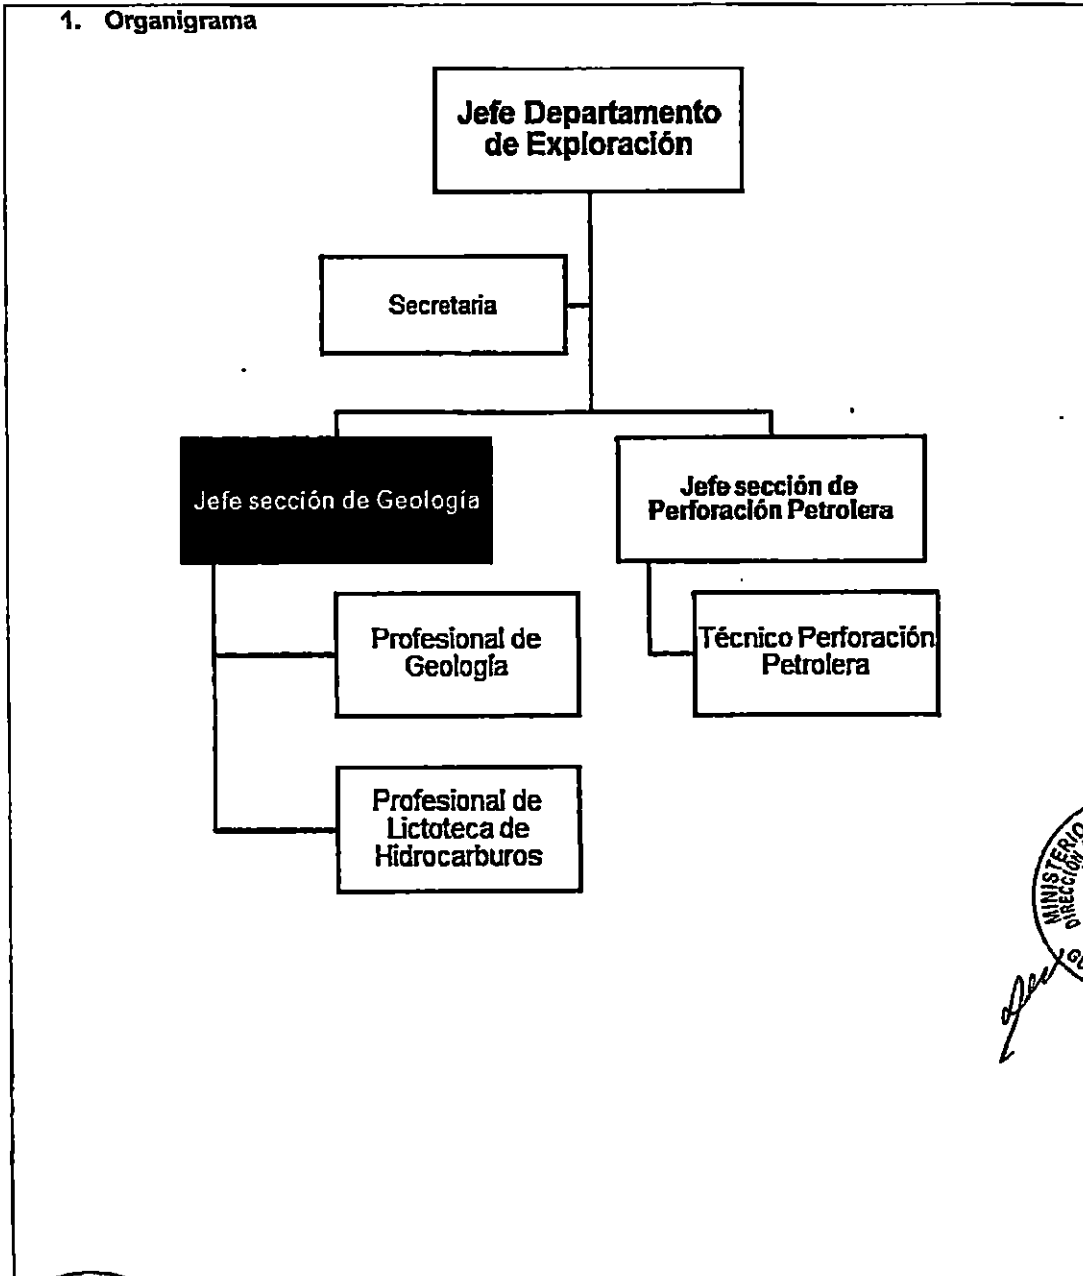 1. Organigrama
Jefe Departamento
de Exploración
Secretaria
Jefe sección de Geología
Jefe sección de
Perforación Petrolera
Profesional de
Geología
Técnico Perforación
Petrolera
Profesional de
Lictoteca de
Hidrocarburos
MINISTERIO
DIRECCIÓN